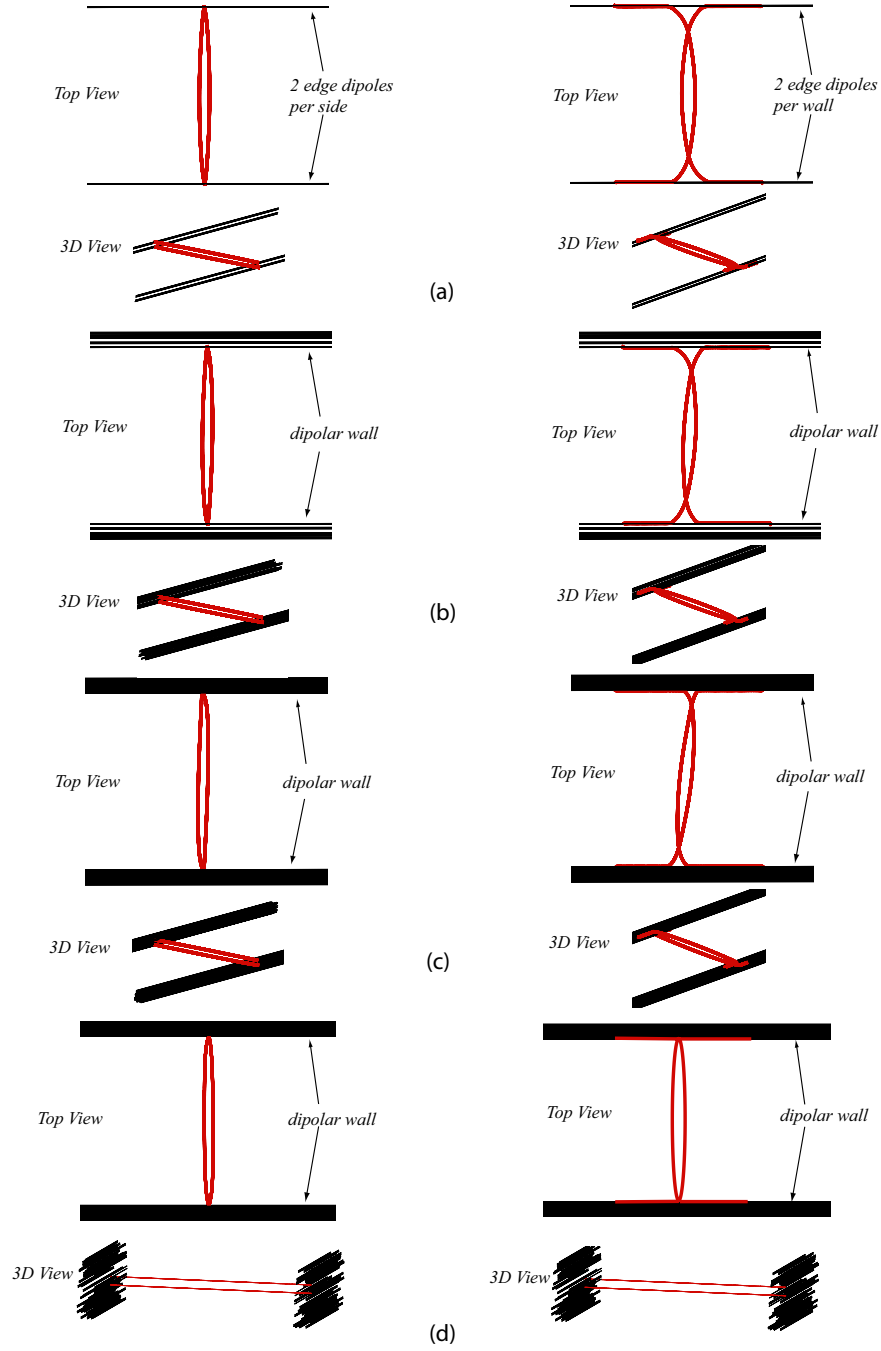 Top View
2 edge dipoles
per side
Top View
2 edge dipoles
per wall
3D View
3D View
(a)
Top View
dipolar wall
Top View
dipolar wall
3D View
3D View
(b)
Top View
dipolar wall
Top View
dipolar wall
3D View
3D View
(c)
Top View
dipolar wall
Top View
dipolar wall
3D View
3D View
(d)